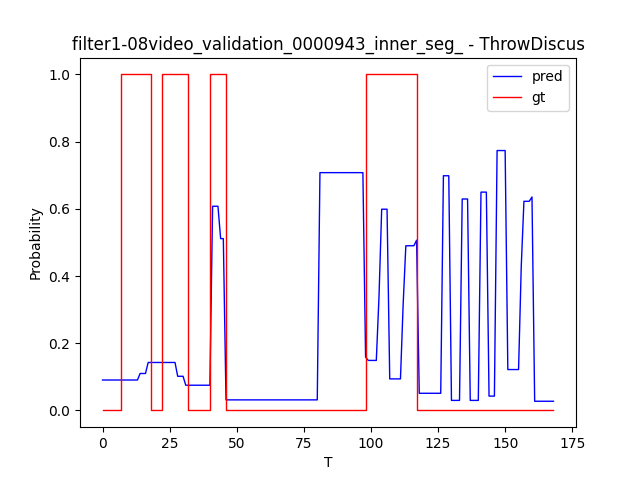 filter1-08video_validation_0000943_inner_seg_ - ThrowDiscus
pred
gt
1.0
0.8
0.6
0.4
0.2
0.0
Probability
0
25
50
75
100
125
150
175
T